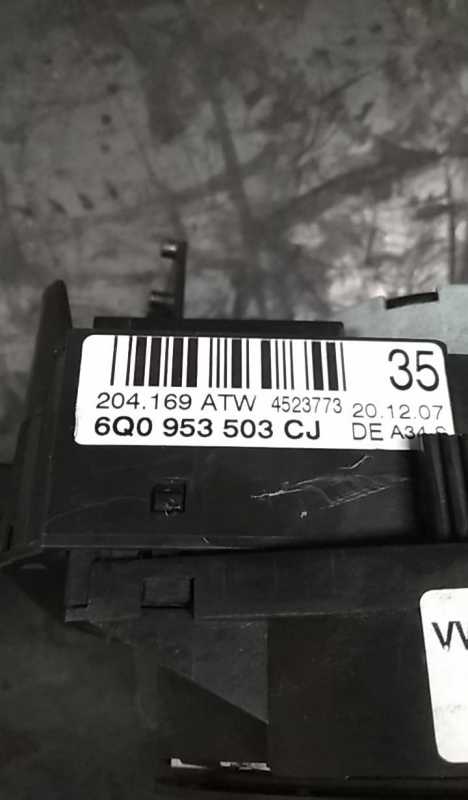 35
204.169 ATW 4523773 20.12.07
6Q0 953 503 CJ DE A34